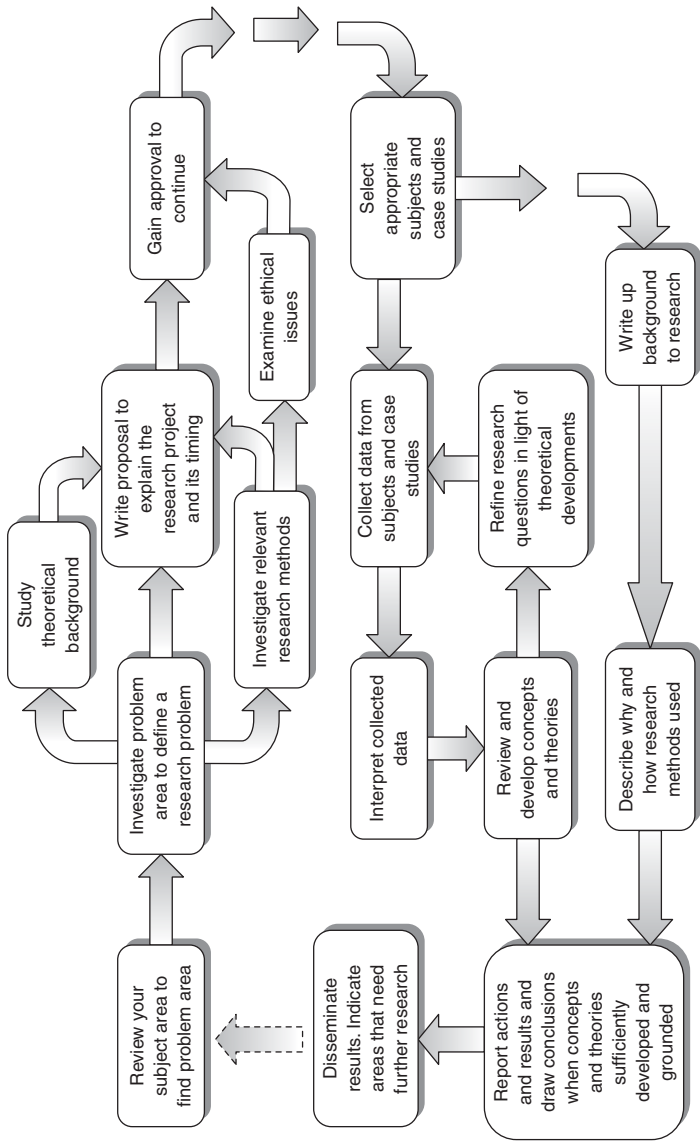 Review your
subject area to
find problem area
Investigate problem
area to define a
research problem
Study
theoretical
background
Write proposal to
explain the
research project
and its timing
Investigate relevant
research methods
Examine ethical
issues
Gain approval to
continue
Select
appropriate
subjects and
case studies
Collect data from
subjects and case
studies
Interpret collected
data
Review and
develop concepts
and theories
Refine research
questions in light of
theoretical
developments
Write up
background
to research
Describe why and
how research
methods used
Report actions
and results and
draw conclusions
when concepts
and theories
sufficiently
developed and
grounded
Disseminate
results. Indicate
areas that need
further research